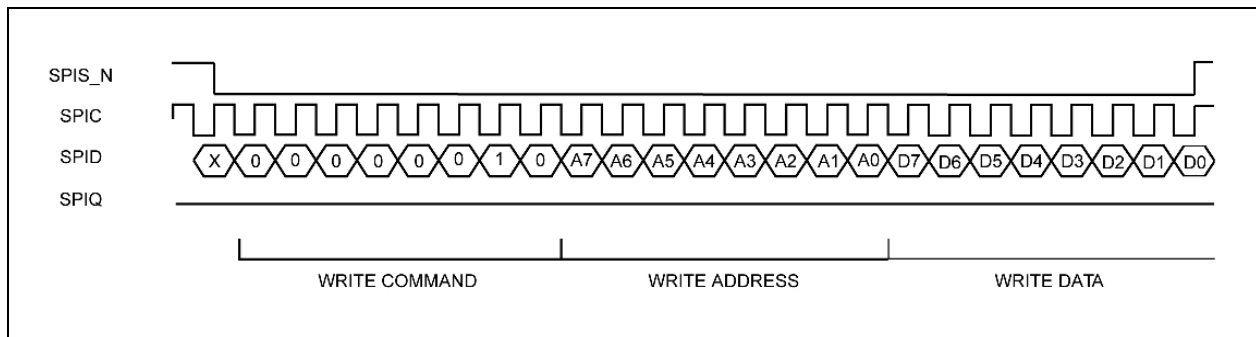 SPIS_N
SPIC
SPID X 0 0 0 0 0 0 1 0 A7 A6 A5 A4 A3 A2 A1 A0 D7 D6 D5 D4 D3 D2 D1 D0
SPIQ
WRITE COMMAND WRITE ADDRESS WRITE DATA